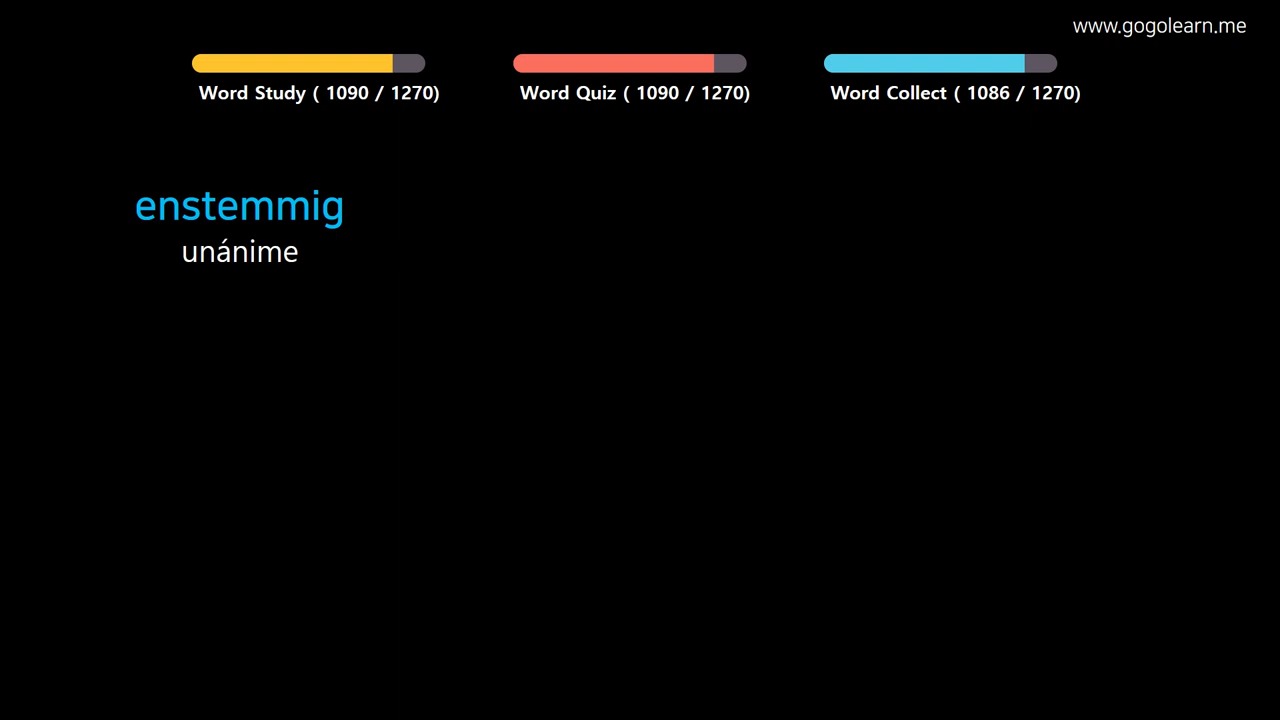 www.gogolearn.me
Word Study ( 1090 / 1270)
Word Quiz ( 1090 / 1270)
Word Collect ( 1086 / 1270)
enstemmig
unánime